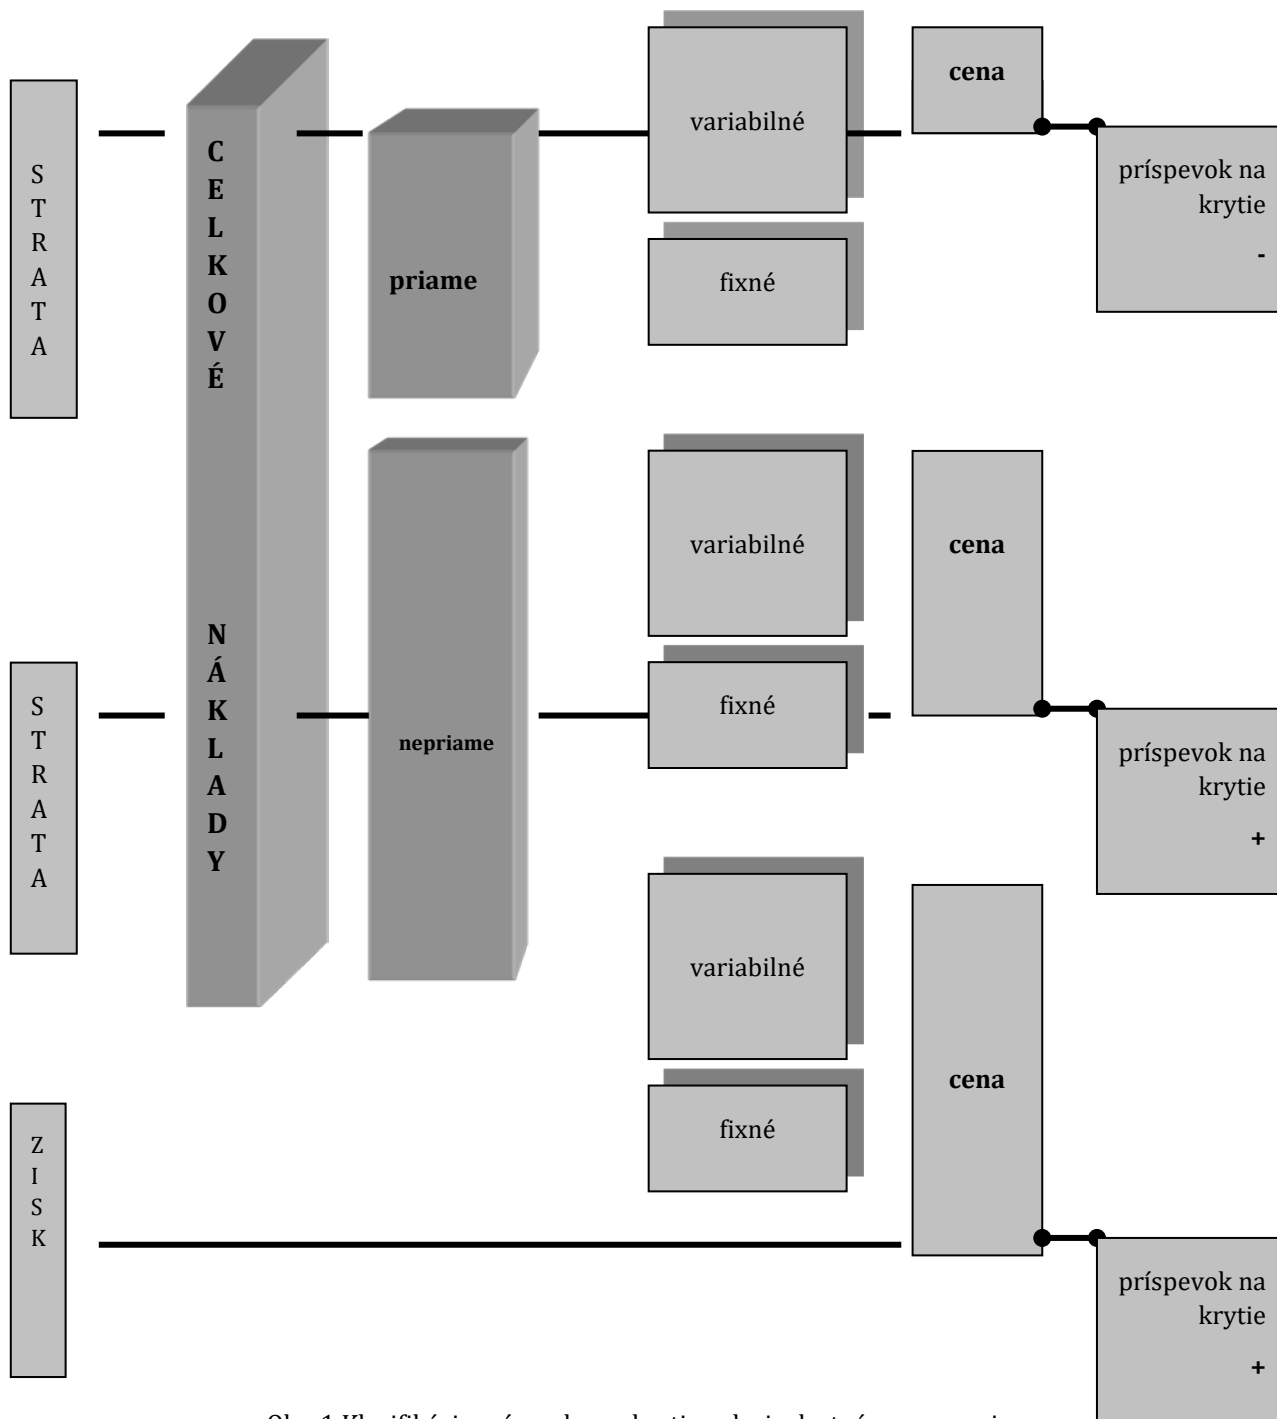 STRATA
CELKOVÉ
NÁKLADY
priame
variabilné
fixné
cena
príspevok na
krytie
-
STRATA
nepriame
variabilné
fixné
cena
príspevok na
krytie
+
ZISK
variabilné
fixné
cena
príspevok na
krytie
+